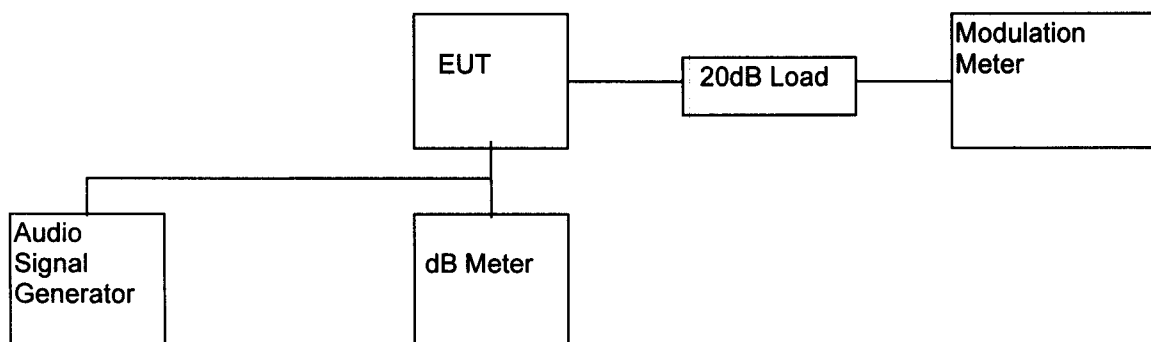 EUT
20dB Load
Modulation
Meter
Audio
Signal
Generator
dB Meter